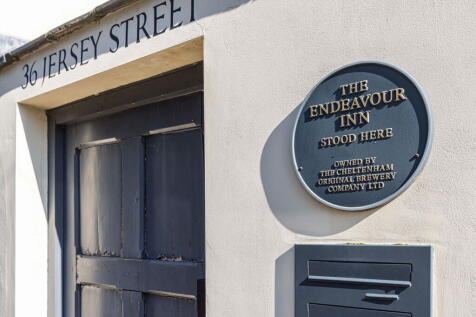 36 JERSEY STREET
THE
ENDEAVOUR
INN
STOOD HERE
OWNED BY
THE CHELTENHAM
ORIGINAL BREWERY
COMPANY LTD